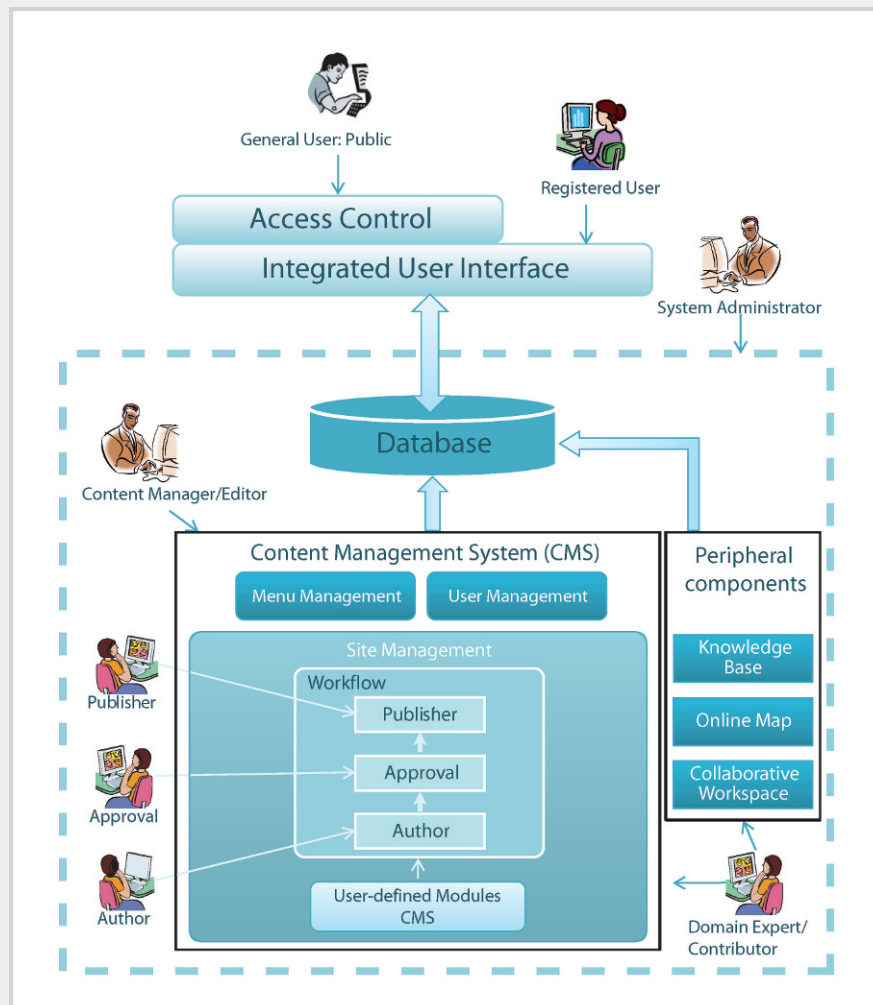 General User: Public
Registered User
Access Control
Integrated User Interface
System Administrator
Database
Content Manager/Editor
Content Management System (CMS)
Menu Management
User Management
Peripheral
components
Site Management
Workflow
Publisher
Approval
Author
User-defined Modules
CMS
Publisher
Approval
Author
Knowledge
Base
Online Map
Collaborative
Workspace
Domain Expert/
Contributor